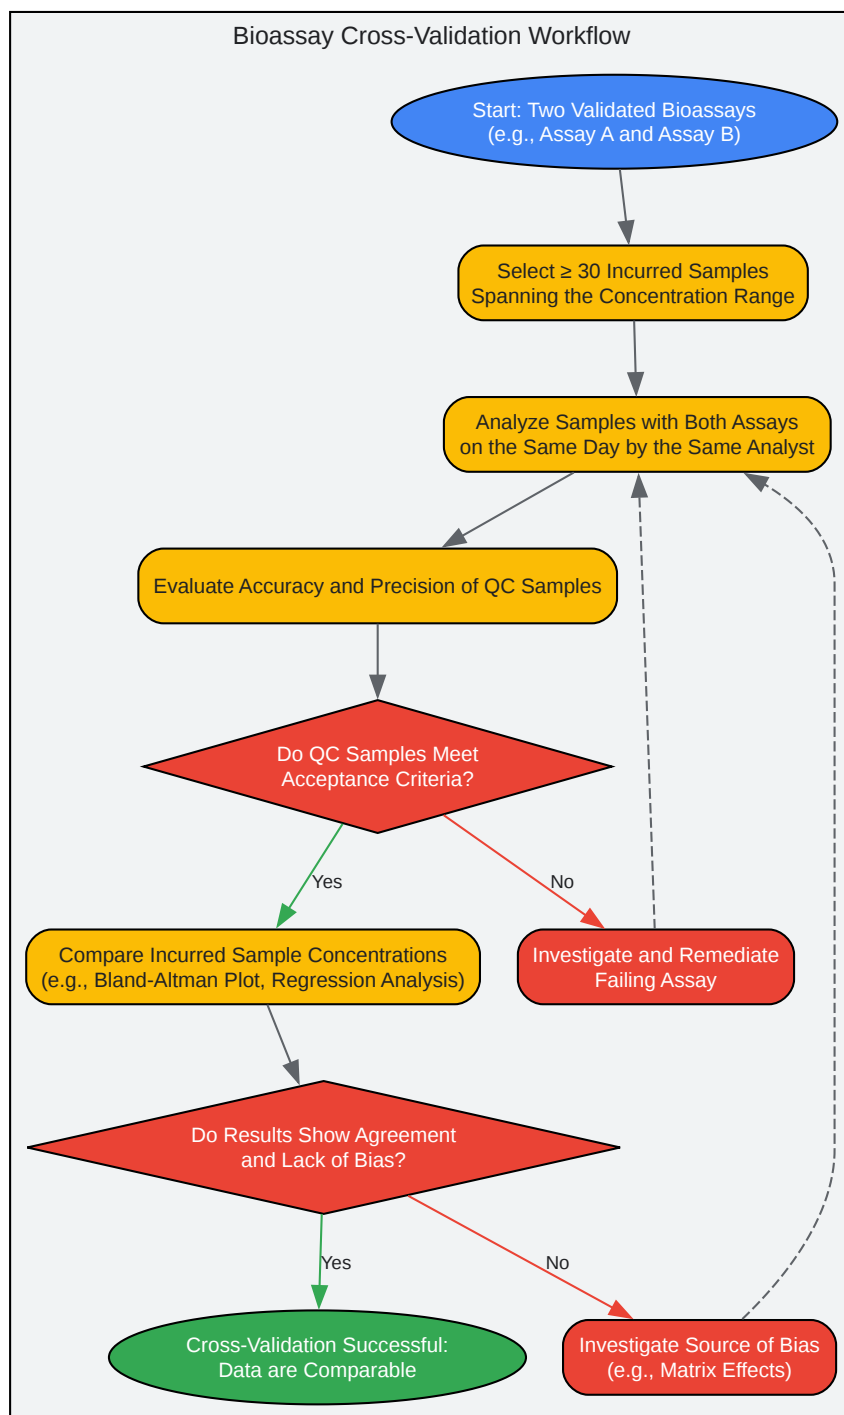 Bioassay Cross-Validation Workflow
Start: Two Validated Bioassays
(e.g., Assay A and Assay B)
Select ≥ 30 Incurred Samples
Spanning the Concentration Range
Analyze Samples with Both Assays
on the Same Day by the Same Analyst
Evaluate Accuracy and Precision of QC Samples
Do QC Samples Meet
Acceptance Criteria?
Yes
No
Compare Incurred Sample Concentrations
(e.g., Bland-Altman Plot, Regression Analysis)
Investigate and Remediate
Failing Assay
Do Results Show Agreement
and Lack of Bias?
Yes
No
Cross-Validation Successful:
Data are Comparable
Investigate Source of Bias
(e.g., Matrix Effects)